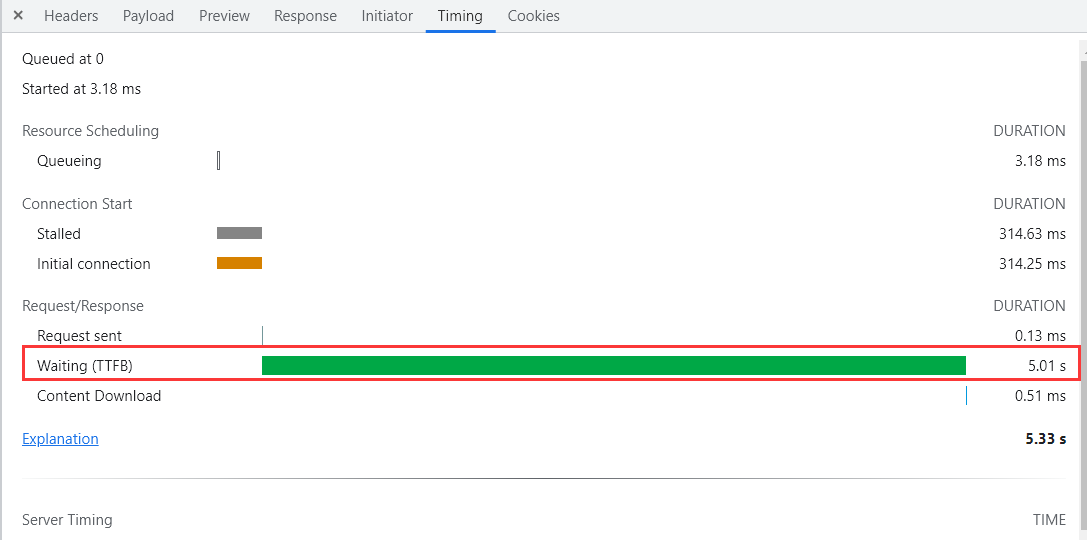 ✕ Headers Payload Preview Response Initiator Timing Cookies
Queued at 0
Started at 3.18 ms
Resource Scheduling DURATION
Queueing 3.18 ms
Connection Start DURATION
Stalled 314.63 ms
Initial connection 314.25 ms
Request/Response DURATION
Request sent 0.13 ms
Waiting (TTFB) 5.01 s
Content Download 0.51 ms
Explanation 5.33 s
Server Timing TIME